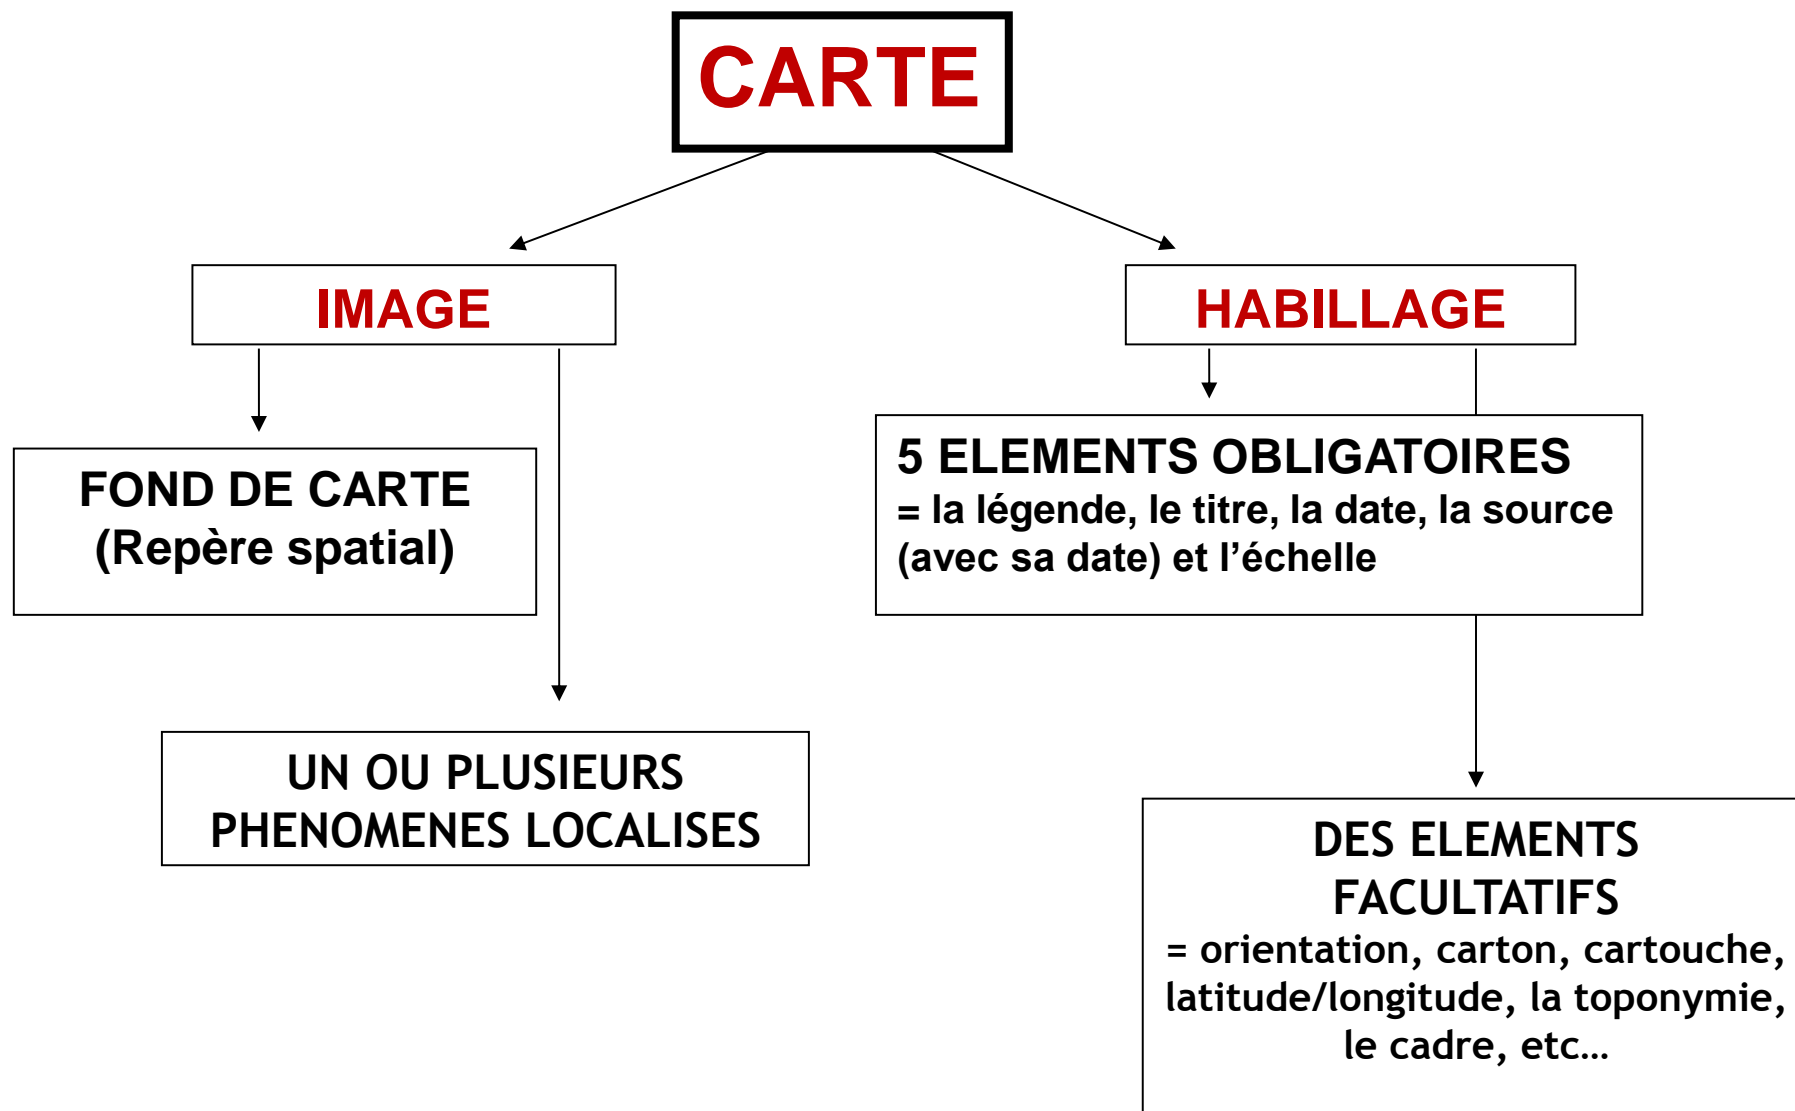 CARTE
IMAGE
HABILLAGE
FOND DE CARTE
(Repère spatial)
5 ELEMENTS OBLIGATOIRES
= la légende, le titre, la date, la source
(avec sa date) et l’échelle
UN OU PLUSIEURS
PHENOMENES LOCALISES
DES ELEMENTS
FACULTATIFS
= orientation, carton, cartouche,
latitude/longitude, la toponymie,
le cadre, etc…